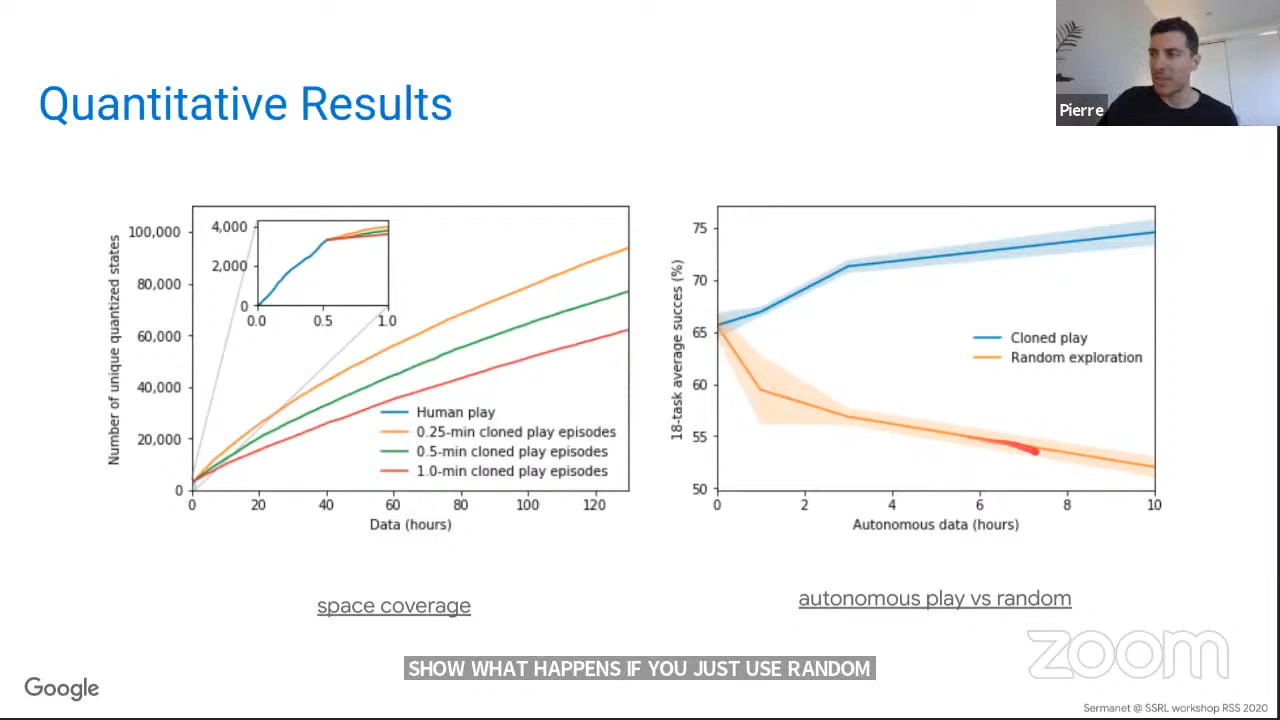 Pierre
Quantitative Results
Number of unique quantized states
100,000
80,000
60,000
40,000
20,000
0
4,000
2,000
0
0.0 0.5 1.0
Human play
0.25-min cloned play episodes
0.5-min cloned play episodes
1.0-min cloned play episodes
0 20 40 60 80 100 120
Data (hours)
space coverage
18-task average succes (%)
75
70
65
60
55
50
Cloned play
Random exploration
0 2 4 6 8 10
Autonomous data (hours)
autonomous play vs random
zoom
SHOW WHAT HAPPENS IF YOU JUST USE RANDOM
Google
Sermanet @ SSRL workshop RSS 2020